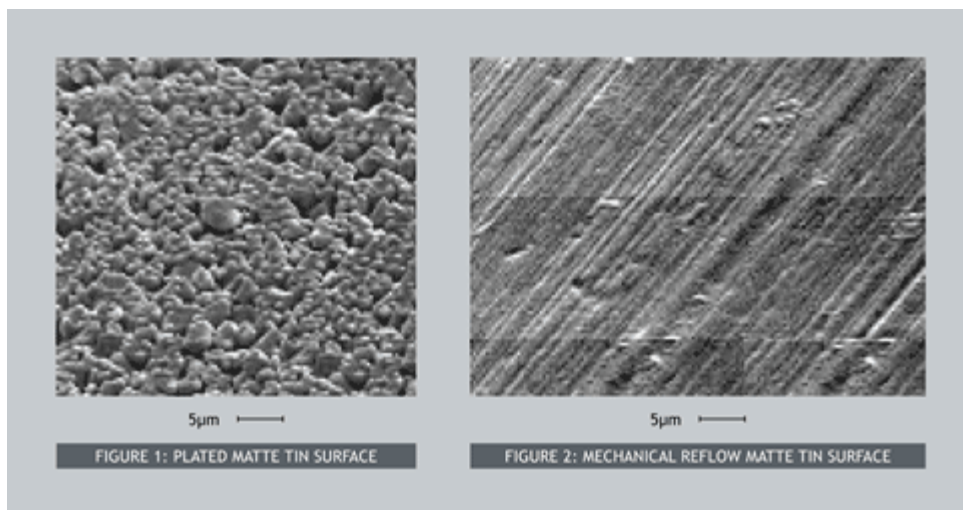 5µm
5µm
FIGURE 1: PLATED MATTE TIN SURFACE
FIGURE 2: MECHANICAL REFLOW MATTE TIN SURFACE